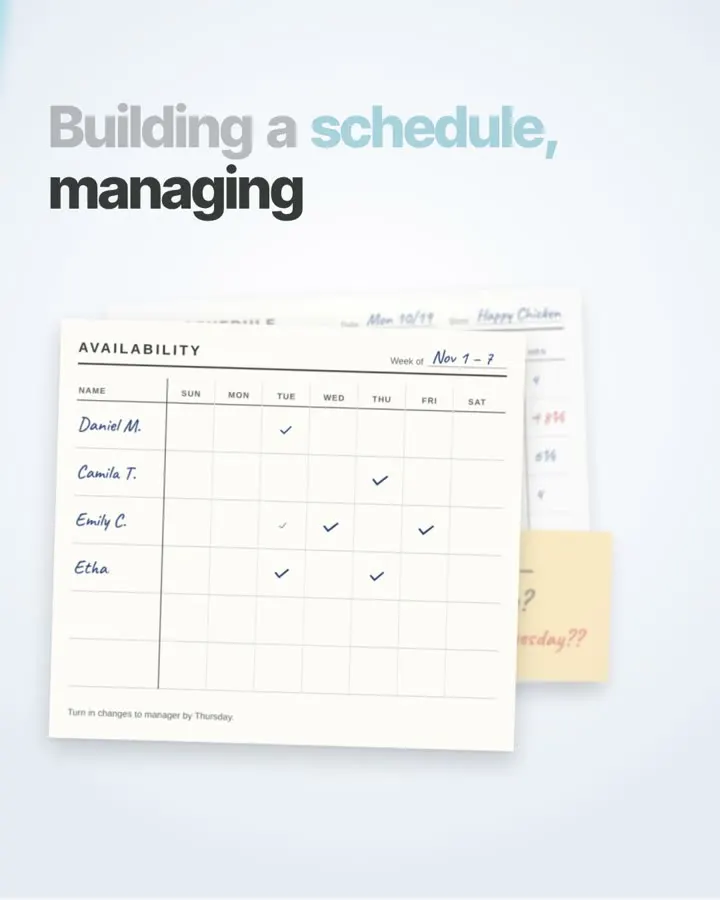 Building a schedule,
managing
Mon 10/19 Happy Chicken
AVAILABILITY
Week of Nov 1 - 7
NAME SUN MON TUE WED THU FRI SAT
Daniel M. ✓
Camila T. ✓
Emily C. ✓ ✓ ✓
Etha ✓ ✓
Turn in changes to manager by Thursday.